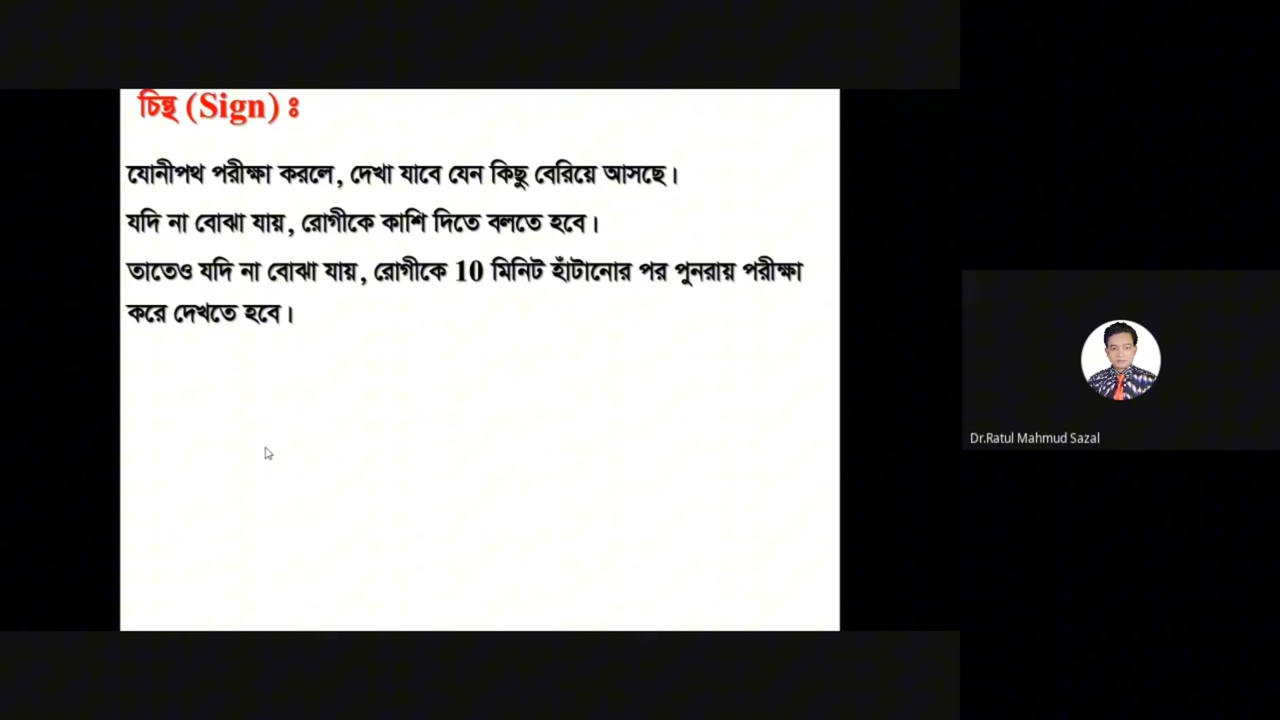 চিহ্ন (Sign) ঃ
যোনীপথ পরীক্ষা করলে, দেখা যাবে যেন কিছু বেরিয়ে আসছে।
যদি না বোঝা যায়, রোগীকে কাশি দিতে বলতে হবে।
তাতেও যদি না বোঝা যায়, রোগীকে 10 মিনিট হাঁটানোর পর পুনরায় পরীক্ষা
করে দেখতে হবে।
Dr.Ratul Mahmud Sazal